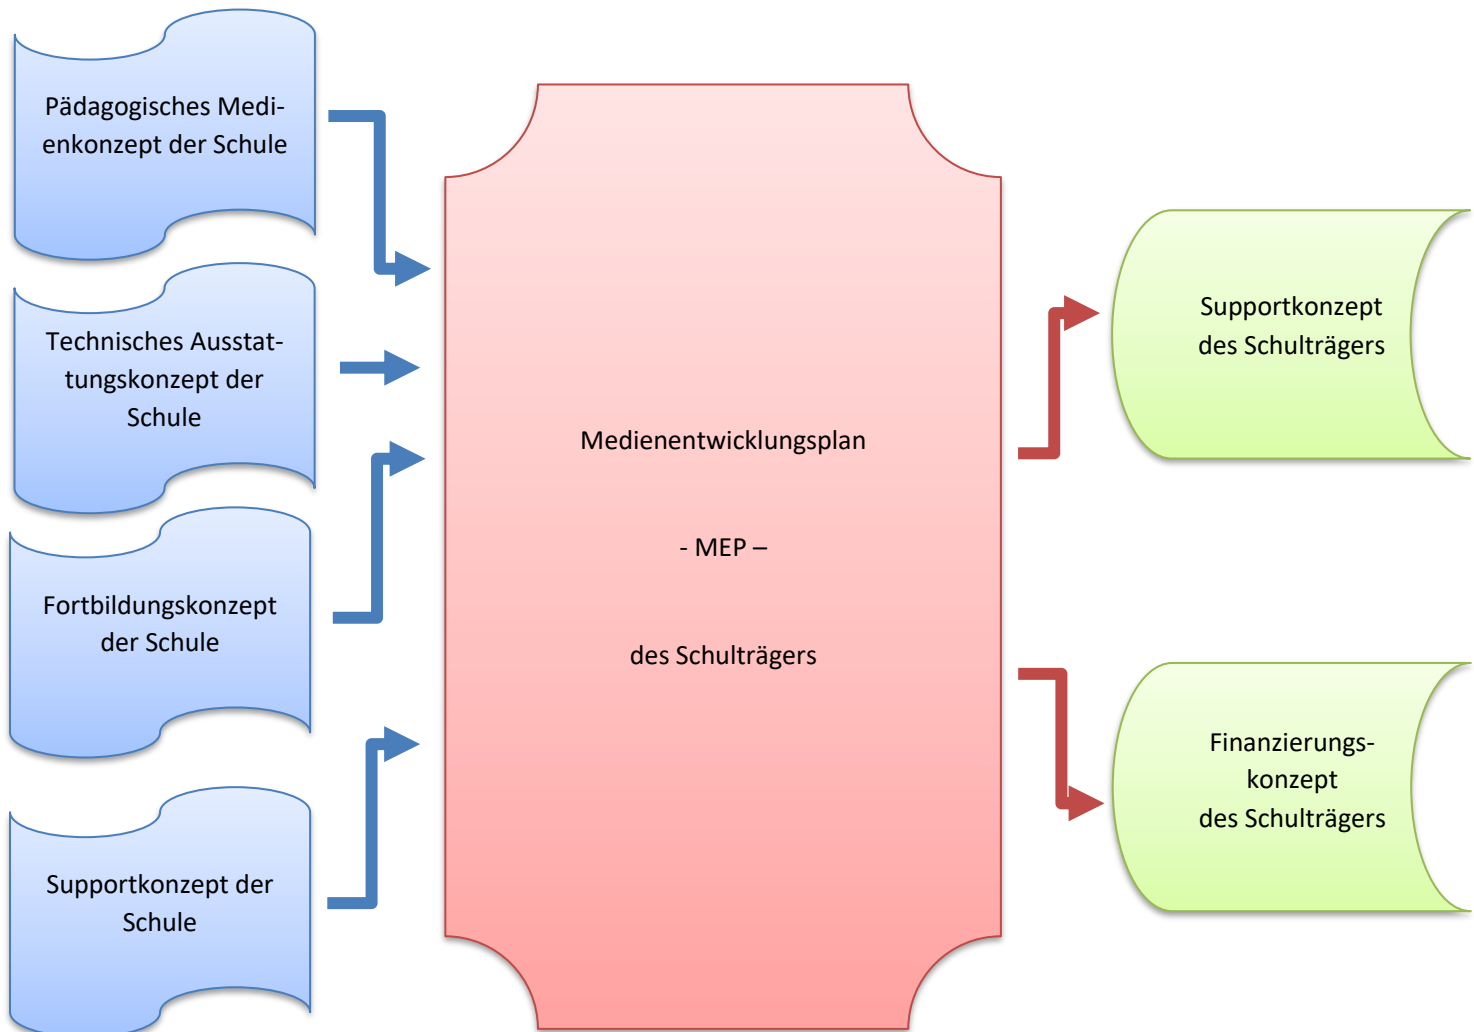 Pädagogisches Medi-
enkonzept der Schule
Technisches Ausstat-
tungskonzept der
Schule
Fortbildungskonzept
der Schule
Supportkonzept der
Schule
Medienentwicklungsplan
- MEP –
des Schulträgers
Supportkonzept
des Schulträgers
Finanzierungs-
konzept
des Schulträgers